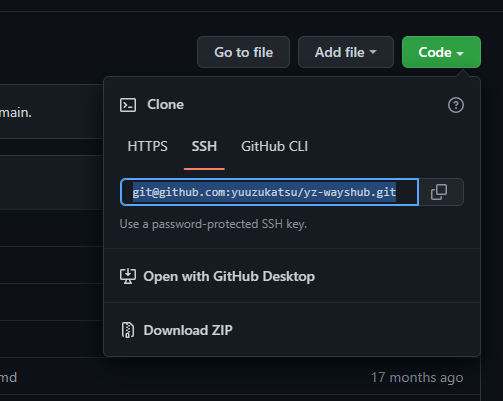 Go to file
Add file
Code
main.
Clone
HTTPS
SSH
GitHub CLI
git@github.com:yuuzukatsu/yz-wayshub.git
Use a password-protected SSH key.
Open with GitHub Desktop
Download ZIP
md
17 months ago